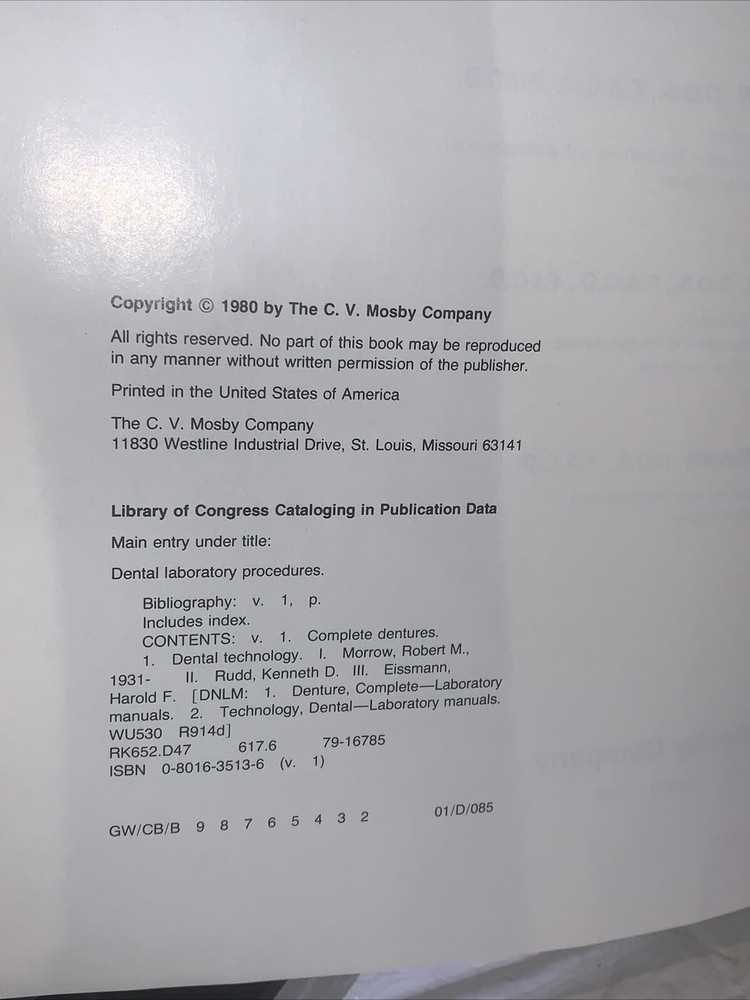 Copyright © 1980 by The C. V. Mosby Company
All rights reserved. No part of this book may be reproduced
in any manner without written permission of the publisher.
Printed in the United States of America
The C. V. Mosby Company
11830 Westline Industrial Drive, St. Louis, Missouri 63141
Library of Congress Cataloging in Publication Data
Main entry under title:
Dental laboratory procedures.
Bibliography: v. 1, p.
Includes index.
CONTENTS: v. 1. Complete dentures.
1. Dental technology. I. Morrow, Robert M.,
1931- II. Rudd, Kenneth D. III. Eissmann,
Harold F. [DNLM: 1. Denture, Complete—Laboratory
manuals. 2. Technology, Dental—Laboratory manuals.
WU530 R914d]
RK652.D47 617.6 79-16785
ISBN 0-8016-3513-6 (v. 1)
GW/CB/B 9 8 7 6 5 4 3 2 01/D/085